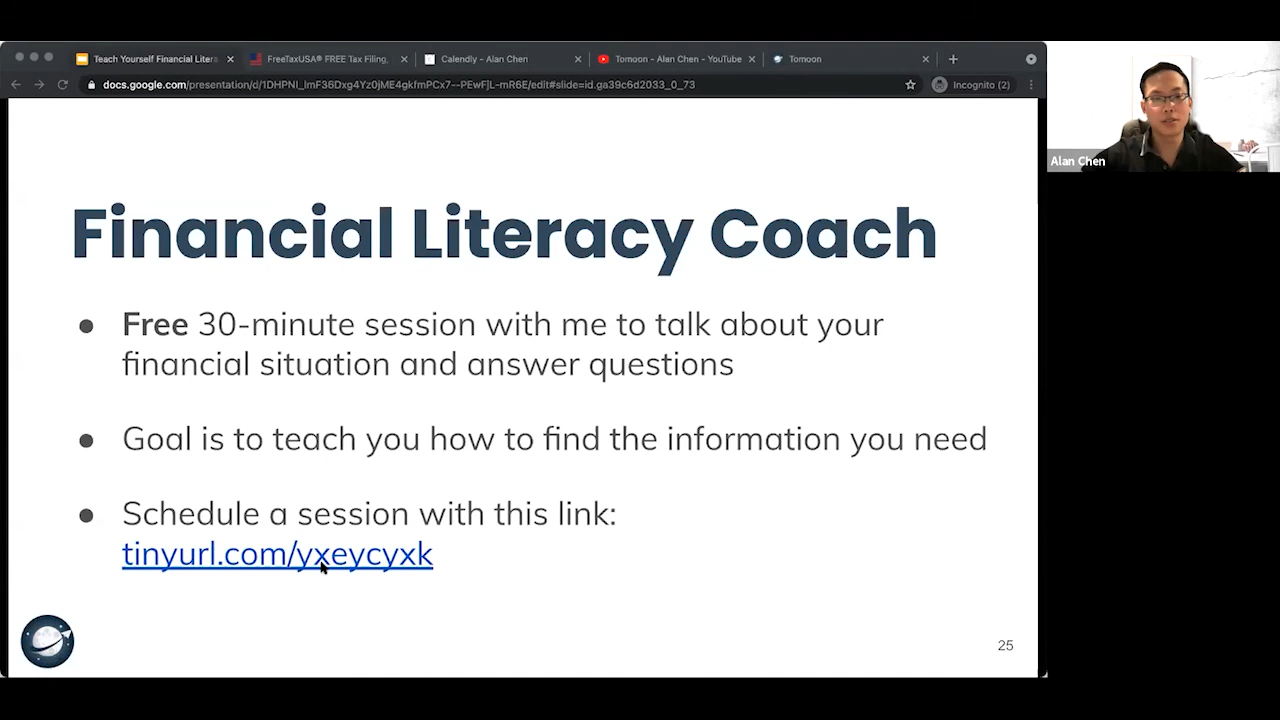 Teach Yourself Financial Litera
FreeTaxUSA® FREE Tax Filing,
Calendly - Alan Chen
Tomoon - Alan Chen - YouTube
Tomoon
docs.google.com/presentation/d/1DHPNI_lmF36Dxg4Yz0jME4gkfmPCx7--PEwFjL-mR6E/edit#slide=id.ga39c6d2033_0_73
Incognito (2)
Alan Chen
Financial Literacy Coach
● Free 30-minute session with me to talk about your
financial situation and answer questions
● Goal is to teach you how to find the information you need
● Schedule a session with this link:
tinyurl.com/yxeycyxk
25